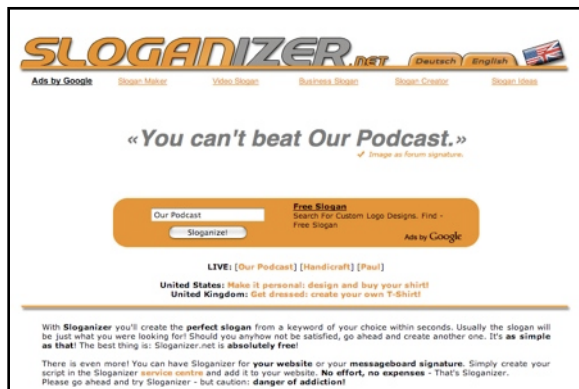 SLOGANIZER.NET
Deutsch English
Ads by Google Slogan Maker Video Slogan Business Slogan Slogan Creator Slogan Ideas
«You can't beat Our Podcast.»
✓ Image as forum signature.
Our Podcast
Sloganize!
Free Slogan
Search For Custom Logo Designs. Find -
Free Slogan
Ads by Google
LIVE: [Our Podcast] [Handicraft] [Paul]
United States: Make it personal: design and buy your shirt!
United Kingdom: Get dressed: create your own T-Shirt!
With Sloganizer you'll create the perfect slogan from a keyword of your choice within seconds. Usually the slogan will
be just what you were looking for! Should you anyhow not be satisfied, go ahead and create another one. It's as simple
as that! The best thing is: Sloganizer.net is absolutely free!
There is even more! You can have Sloganizer for your website or your messageboard signature. Simply create your
script in the Sloganizer service centre and add it to your website. No effort, no expenses - That's Sloganizer.
Please go ahead and try Sloganizer - but caution: danger of addiction!